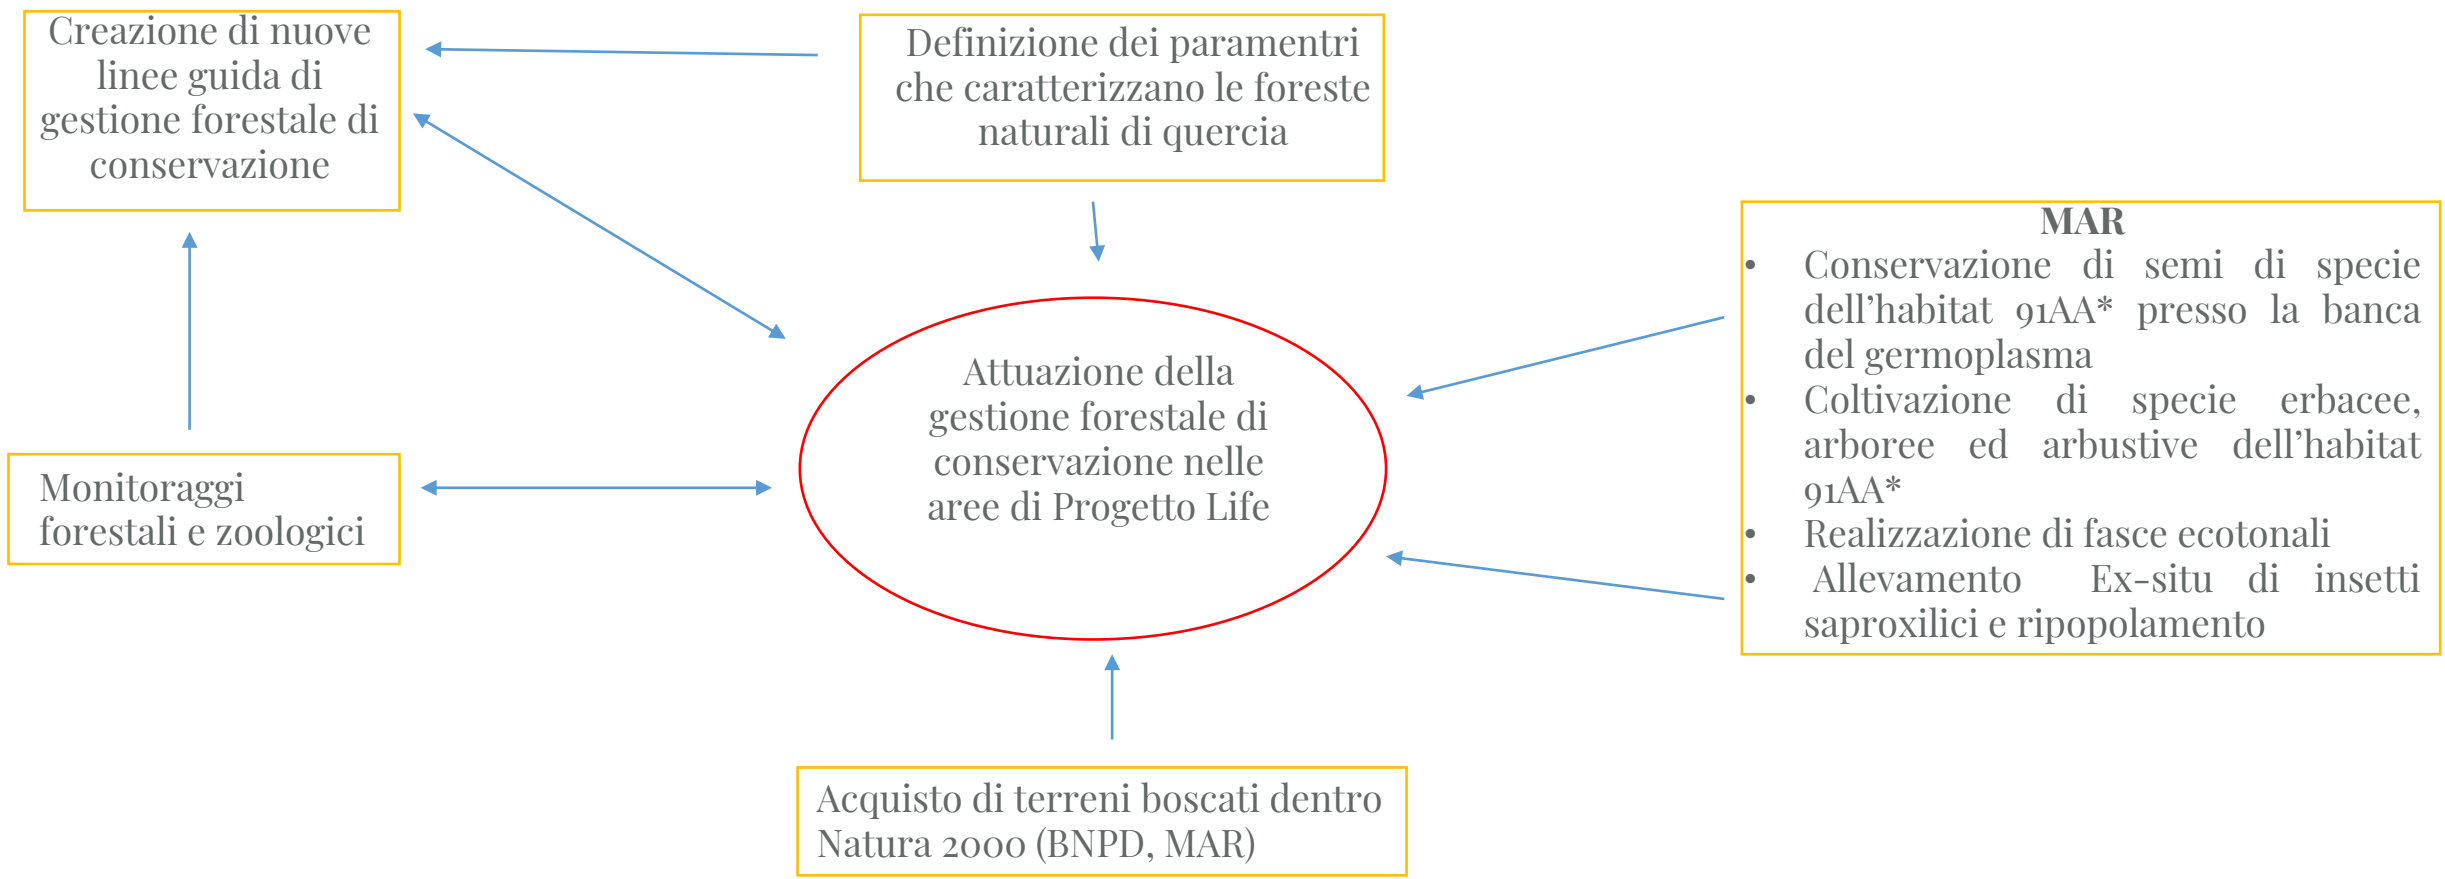 Creazione di nuove
linee guida di
gestione forestale di
conservazione
Definizione dei paramentri
che caratterizzano le foreste
naturali di quercia
MAR
• Conservazione di semi di specie
dell’habitat 91AA* presso la banca
del germoplasma
• Coltivazione di specie erbacee,
arboree ed arbustive dell’habitat
91AA*
• Realizzazione di fasce ecotonali
• Allevamento Ex-situ di insetti
saproxilici e ripopolamento
Attuazione della
gestione forestale di
conservazione nelle
aree di Progetto Life
Monitoraggi
forestali e zoologici
Acquisto di terreni boscati dentro
Natura 2000 (BNPD, MAR)